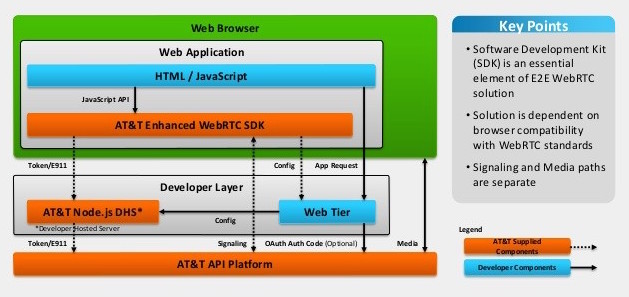 Web Browser
Web Application
HTML / JavaScript
JavaScript API
AT&T Enhanced WebRTC SDK
Token/E911
Config
App Request
Developer Layer
AT&T Node.js DHS*
*Developer Hosted Server
Config
Web Tier
Token/E911
Signaling
OAuth Auth Code (Optional)
Media
AT&T API Platform
Key Points
• Software Development Kit
(SDK) is an essential
element of E2E WebRTC
solution
• Solution is dependent on
browser compatibility
with WebRTC standards
• Signaling and Media paths
are separate
Legend
AT&T Supplied
Components
Developer Components